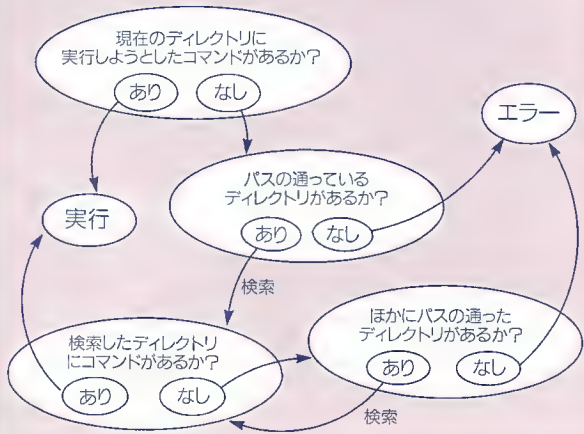 現在のディレクトリに
実行しようとしたコマンドがあるか？
あり
なし
エラー
パスの通っている
ディレクトリがあるか？
あり
なし
実行
検索
検索したディレクトリ
にコマンドがあるか？
あり
なし
ほかにパスの通った
ディレクトリがあるか？
あり
なし
検索